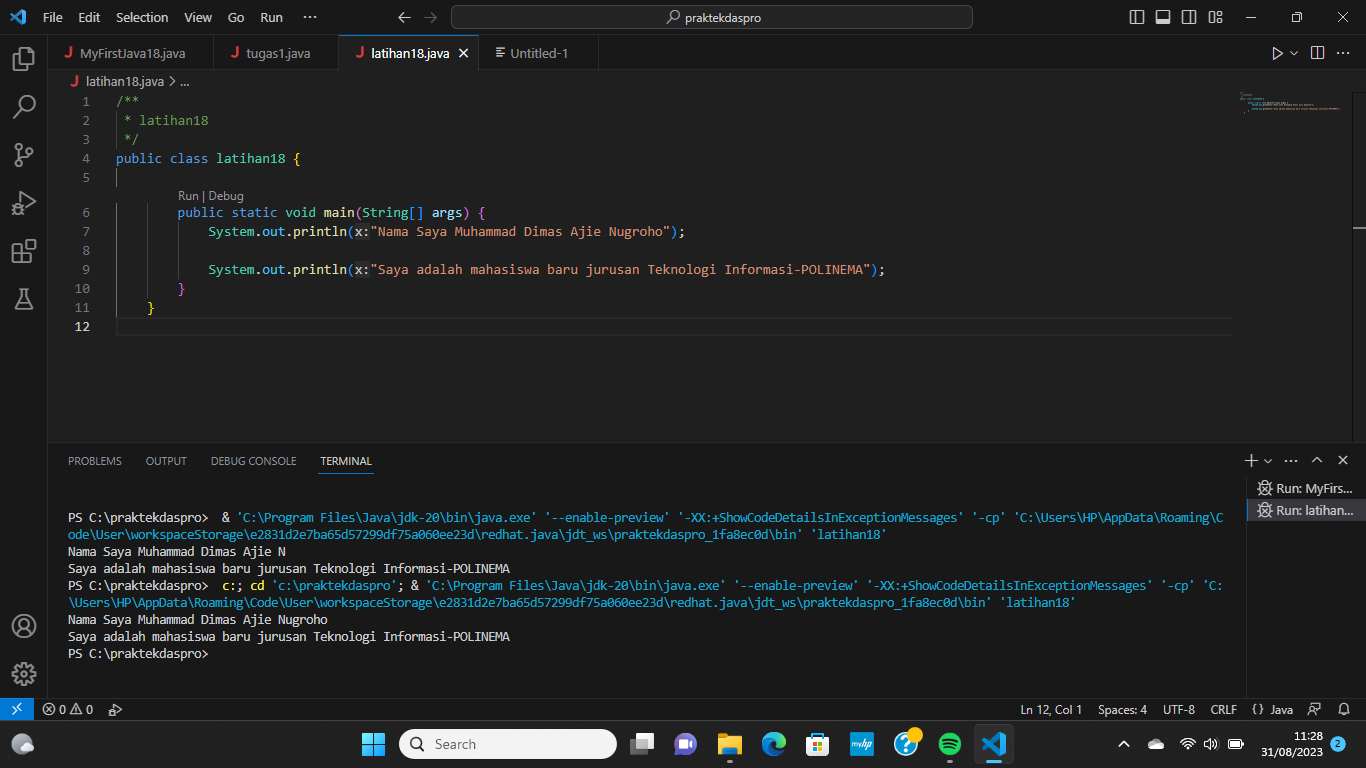 File Edit Selection View Go Run ··· praktekdaspro
MyFirstJava18.java tugas1.java latihan18.java Untitled-1
latihan18.java > ...
1 /**
2 * latihan18
3 */
4 public class latihan18 {
5
Run | Debug
6 public static void main(String[] args) {
7 System.out.println(x:"Nama Saya Muhammad Dimas Ajie Nugroho");
8
9 System.out.println(x:"Saya adalah mahasiswa baru jurusan Teknologi Informasi-POLINEMA");
10 }
11 }
12
PROBLEMS OUTPUT DEBUG CONSOLE TERMINAL
Run: MyFirs...
Run: latihan...
PS C:\praktekdaspro> & 'C:\Program Files\Java\jdk-20\bin\java.exe' '--enable-preview' '-XX:+ShowCodeDetailsInExceptionMessages' '-cp' 'C:\Users\HP\AppData\Roaming\C
ode\User\workspaceStorage\e2831d2e7ba65d57299df75a060ee23d\redhat.java\jdt_ws\praktekdaspro_1fa8ec0d\bin' 'latihan18'
Nama Saya Muhammad Dimas Ajie N
Saya adalah mahasiswa baru jurusan Teknologi Informasi-POLINEMA
PS C:\praktekdaspro> c:; cd 'c:\praktekdaspro'; & 'C:\Program Files\Java\jdk-20\bin\java.exe' '--enable-preview' '-XX:+ShowCodeDetailsInExceptionMessages' '-cp' 'C:
\Users\HP\AppData\Roaming\Code\User\workspaceStorage\e2831d2e7ba65d57299df75a060ee23d\redhat.java\jdt_ws\praktekdaspro_1fa8ec0d\bin' 'latihan18'
Nama Saya Muhammad Dimas Ajie Nugroho
Saya adalah mahasiswa baru jurusan Teknologi Informasi-POLINEMA
PS C:\praktekdaspro>
0 0 Ln 12, Col 1 Spaces: 4 UTF-8 CRLF {} Java
Search myhp 11:28
31/08/2023 2